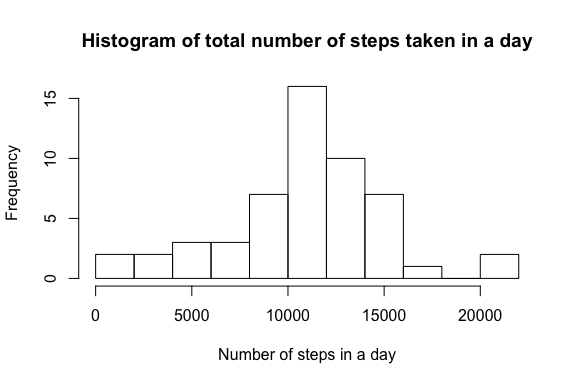 Histogram of total number of steps taken in a day
Frequency
15
10
5
0
0 5000 10000 15000 20000
Number of steps in a day